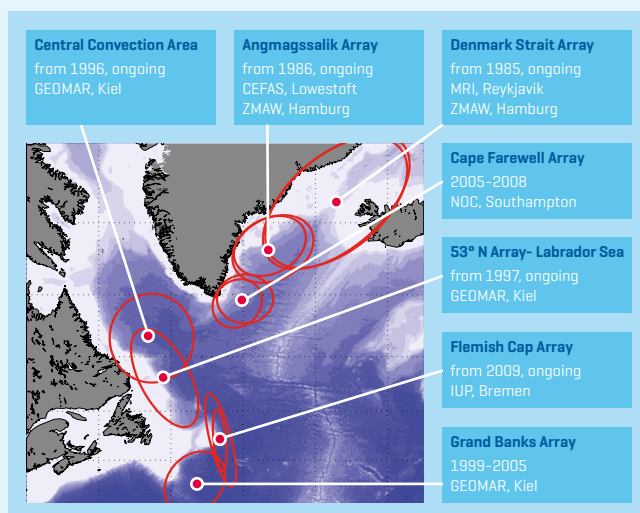 Central Convection Area
from 1996, ongoing
GEOMAR, Kiel
Angmagssalik Array
from 1986, ongoing
CEFAS, Lowestoft
ZMAW, Hamburg
Denmark Strait Array
from 1985, ongoing
MRI, Reykjavik
ZMAW, Hamburg
Cape Farewell Array
2005-2008
NOC, Southampton
53° N Array- Labrador Sea
from 1997, ongoing
GEOMAR, Kiel
Flemish Cap Array
from 2009, ongoing
IUP, Bremen
Grand Banks Array
1999-2005
GEOMAR, Kiel